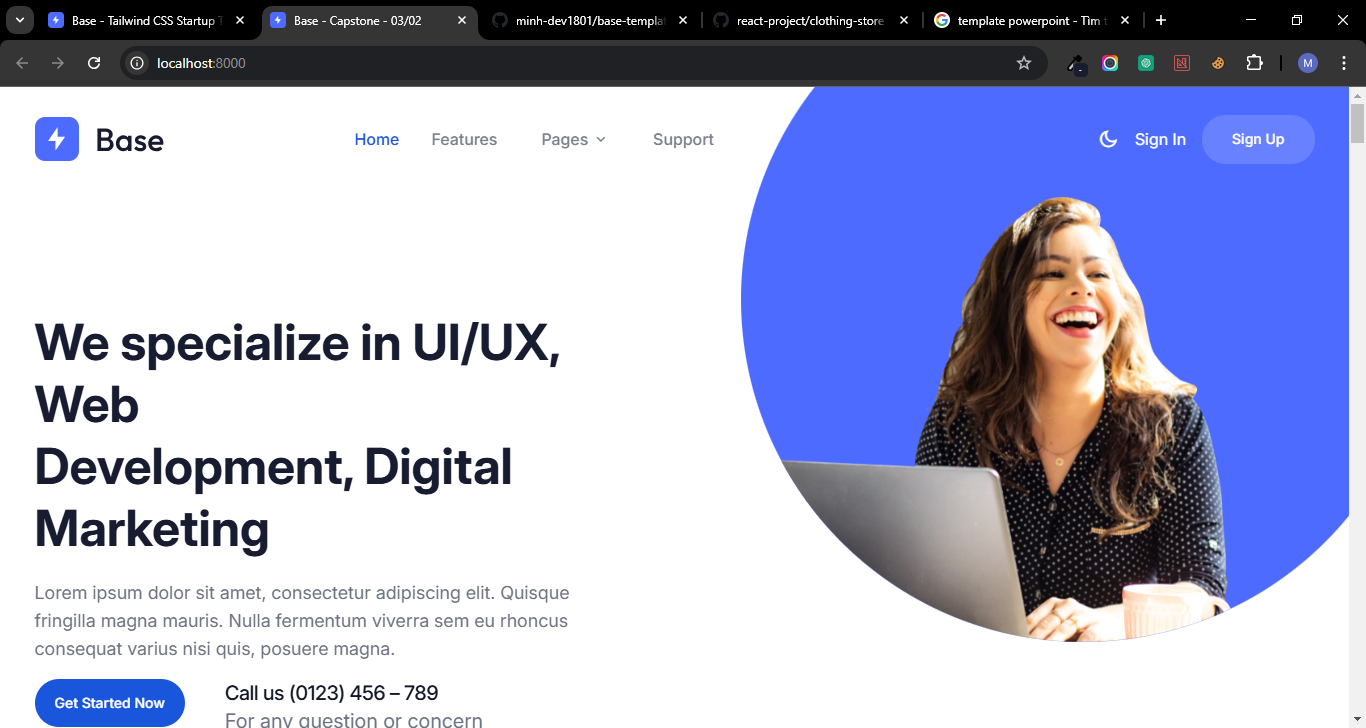 Base - Tailwind CSS Startup T
Base - Capstone - 03/02
minh-dev1801/base-templat
react-project/clothing-store
template powerpoint - Tìm t
localhost:8000
M
Base
Home
Features
Pages
Support
Sign In
Sign Up
We specialize in UI/UX,
Web
Development, Digital
Marketing
Lorem ipsum dolor sit amet, consectetur adipiscing elit. Quisque
fringilla magna mauris. Nulla fermentum viverra sem eu rhoncus
consequat varius nisi quis, posuere magna.
Get Started Now
Call us (0123) 456 – 789
For any question or concern